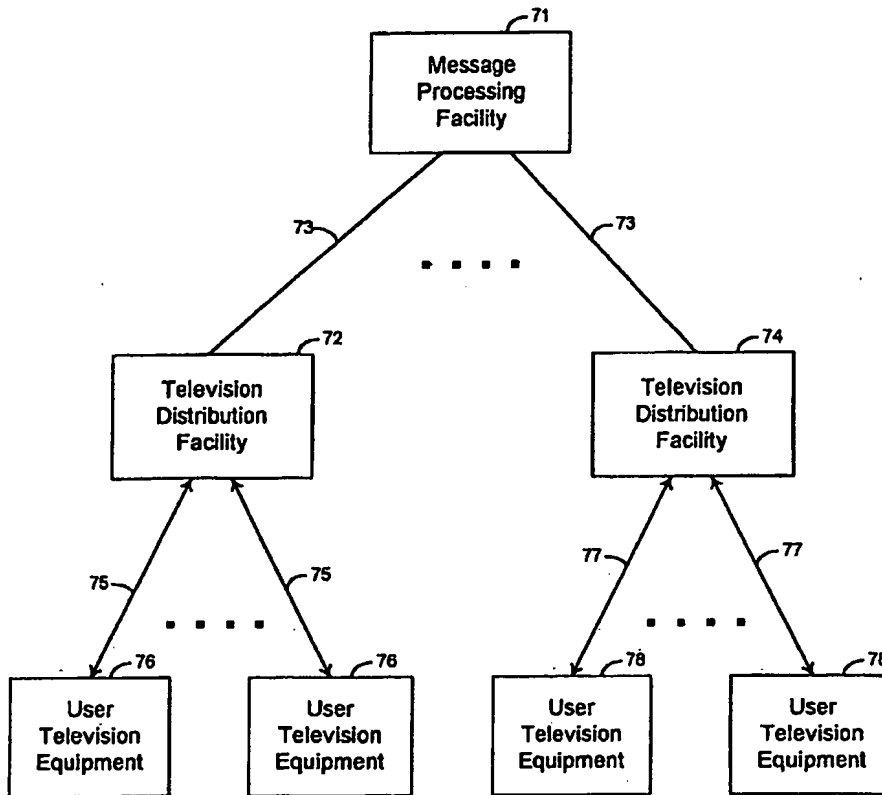 71
Message
Processing
Facility
73
73
72
74
Television
Distribution
Facility
Television
Distribution
Facility
75
75
77
77
76
76
78
78
User
Television
Equipment
User
Television
Equipment
User
Television
Equipment
User
Television
Equipment